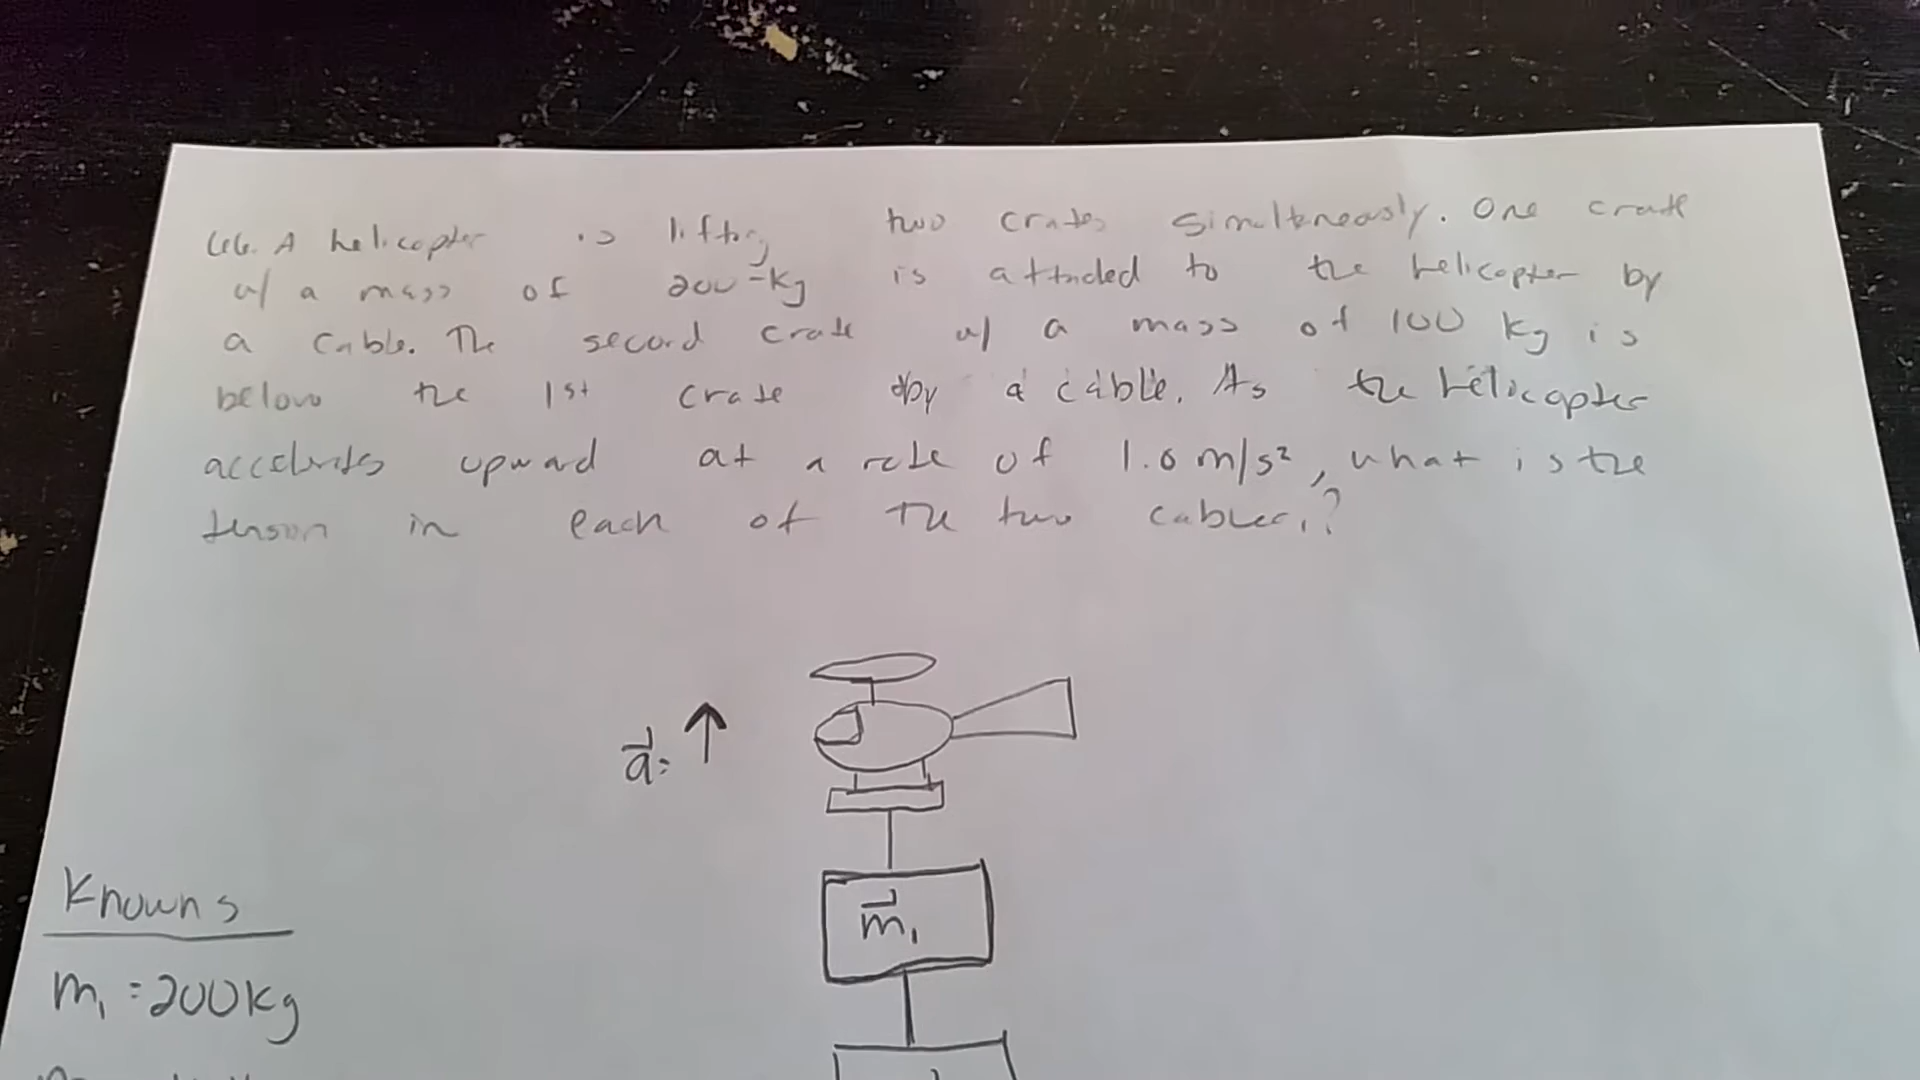 66. A helicopter is lifting two crates simultaneously. One crate
w/ a mass of 200-kg is attached to the helicopter by
a cable. The second crate w/ a mass of 100 kg is
below the 1st crate by a cable. As the helicopter
accelerates upward at a rate of 1.0 m/s², what is the
tension in each of the two cables.?
a: ↑
m₁
Knowns
m₁ = 200kg